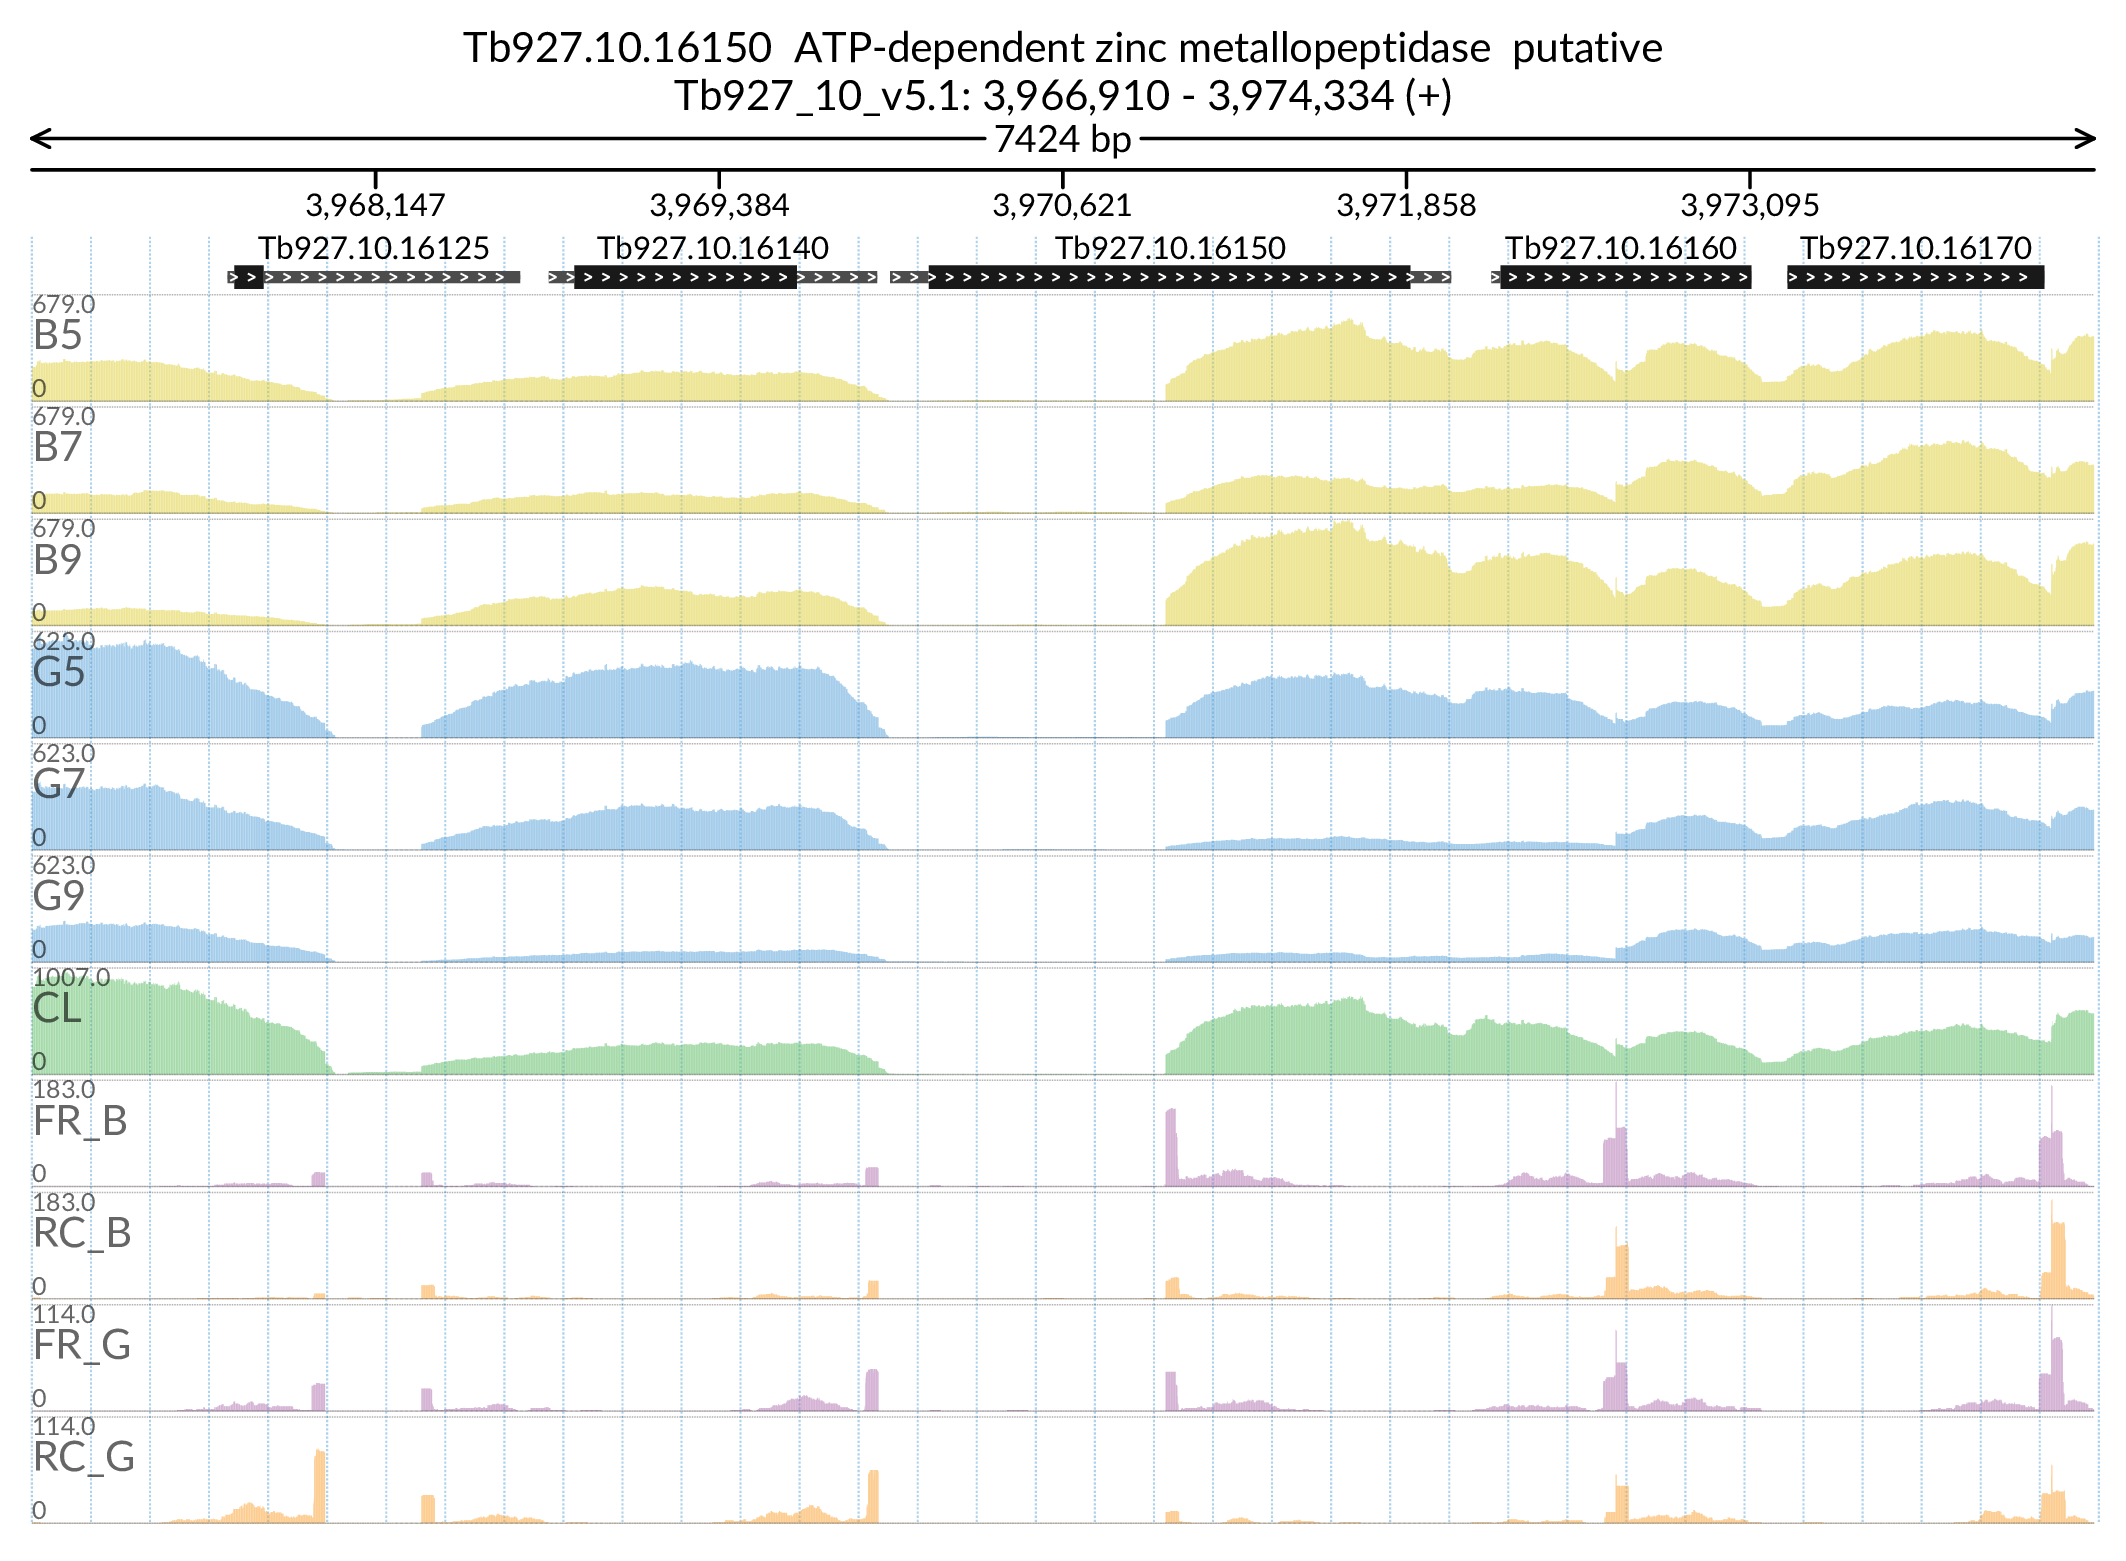 Tb927.10.16150  ATP-dependent zinc metallopeptidase  putative
Tb927_10_v5.1: 3,966,910 - 3,974,334 (+)
7424 bp
3,968,147 3,969,384 3,970,621 3,971,858 3,973,095
Tb927.10.16125 Tb927.10.16140 Tb927.10.16150 Tb927.10.16160 Tb927.10.16170
679.0
B5
0
679.0
B7
0
679.0
B9
0
623.0
G5
0
623.0
G7
0
623.0
G9
0
1007.0
CL
0
183.0
FR_B
0
183.0
RC_B
0
114.0
FR_G
0
114.0
RC_G
0